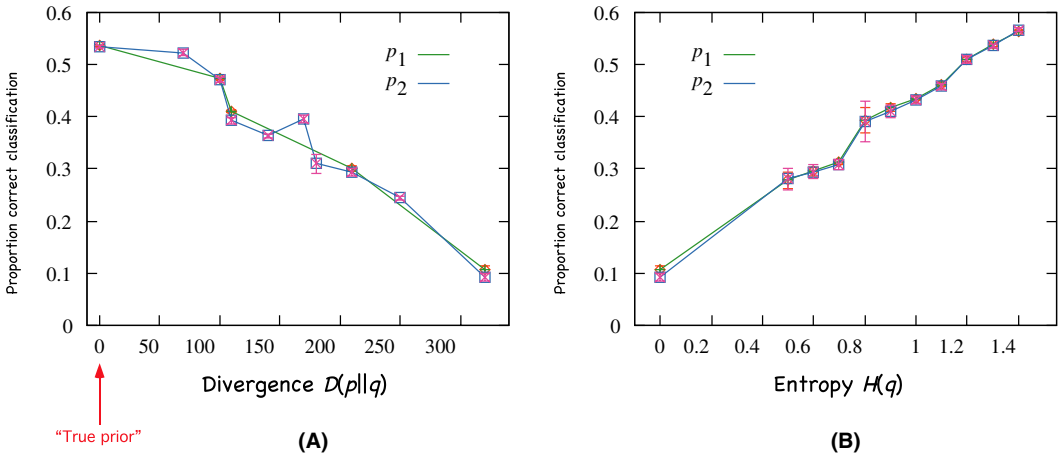 0.6
0.5
0.4
0.3
0.2
0.1
0
Proportion correct classification
p1
p2
0 50 100 150 200 250 300
Divergence D(p||q)
"True prior"
(A)
0.6
0.5
0.4
0.3
0.2
0.1
0
Proportion correct classification
p1
p2
0 0.2 0.4 0.6 0.8 1 1.2 1.4
Entropy H(q)
(B)